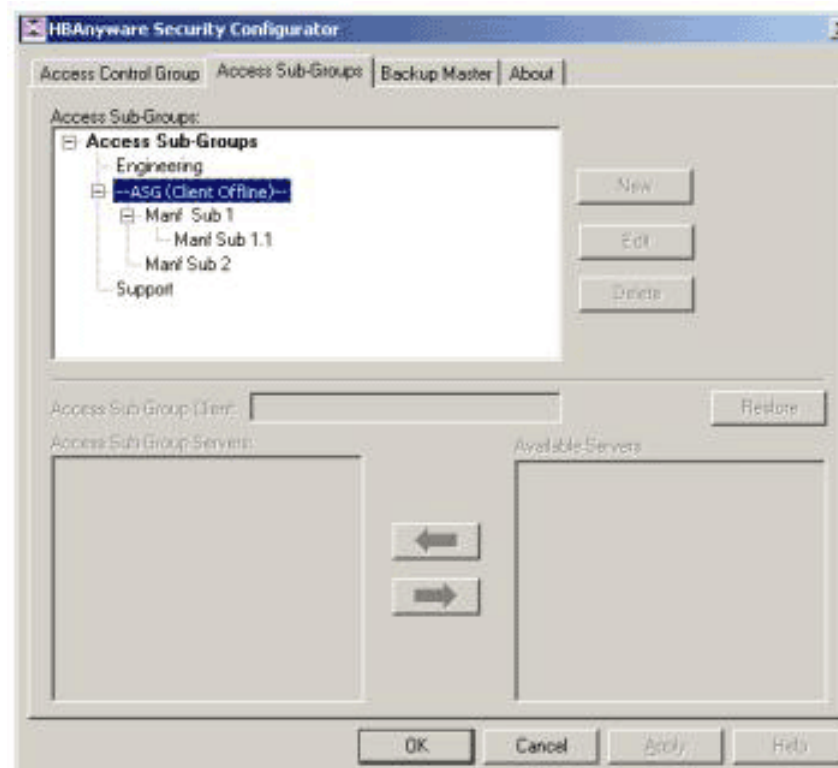 HBAnyware Security Configurator
Access Control Group Access Sub-Groups Backup Master About
Access Sub-Groups:
Access Sub-Groups
Engineering
--ASG (Client Offline)--
Manf Sub 1
Manf Sub 1.1
Manf Sub 2
Support
New
Edit
Delete
Access Sub-Group Client:
Restore
Access Sub-Group Servers:
Available Servers
OK Cancel Apply Help